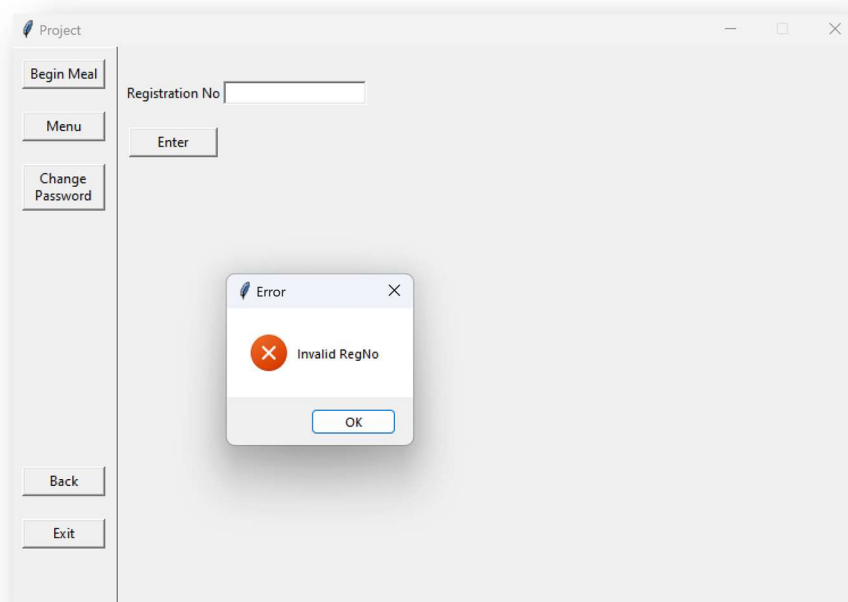 Project
Begin Meal
Registration No
Menu
Enter
Change
Password
Error
Invalid RegNo
OK
Back
Exit